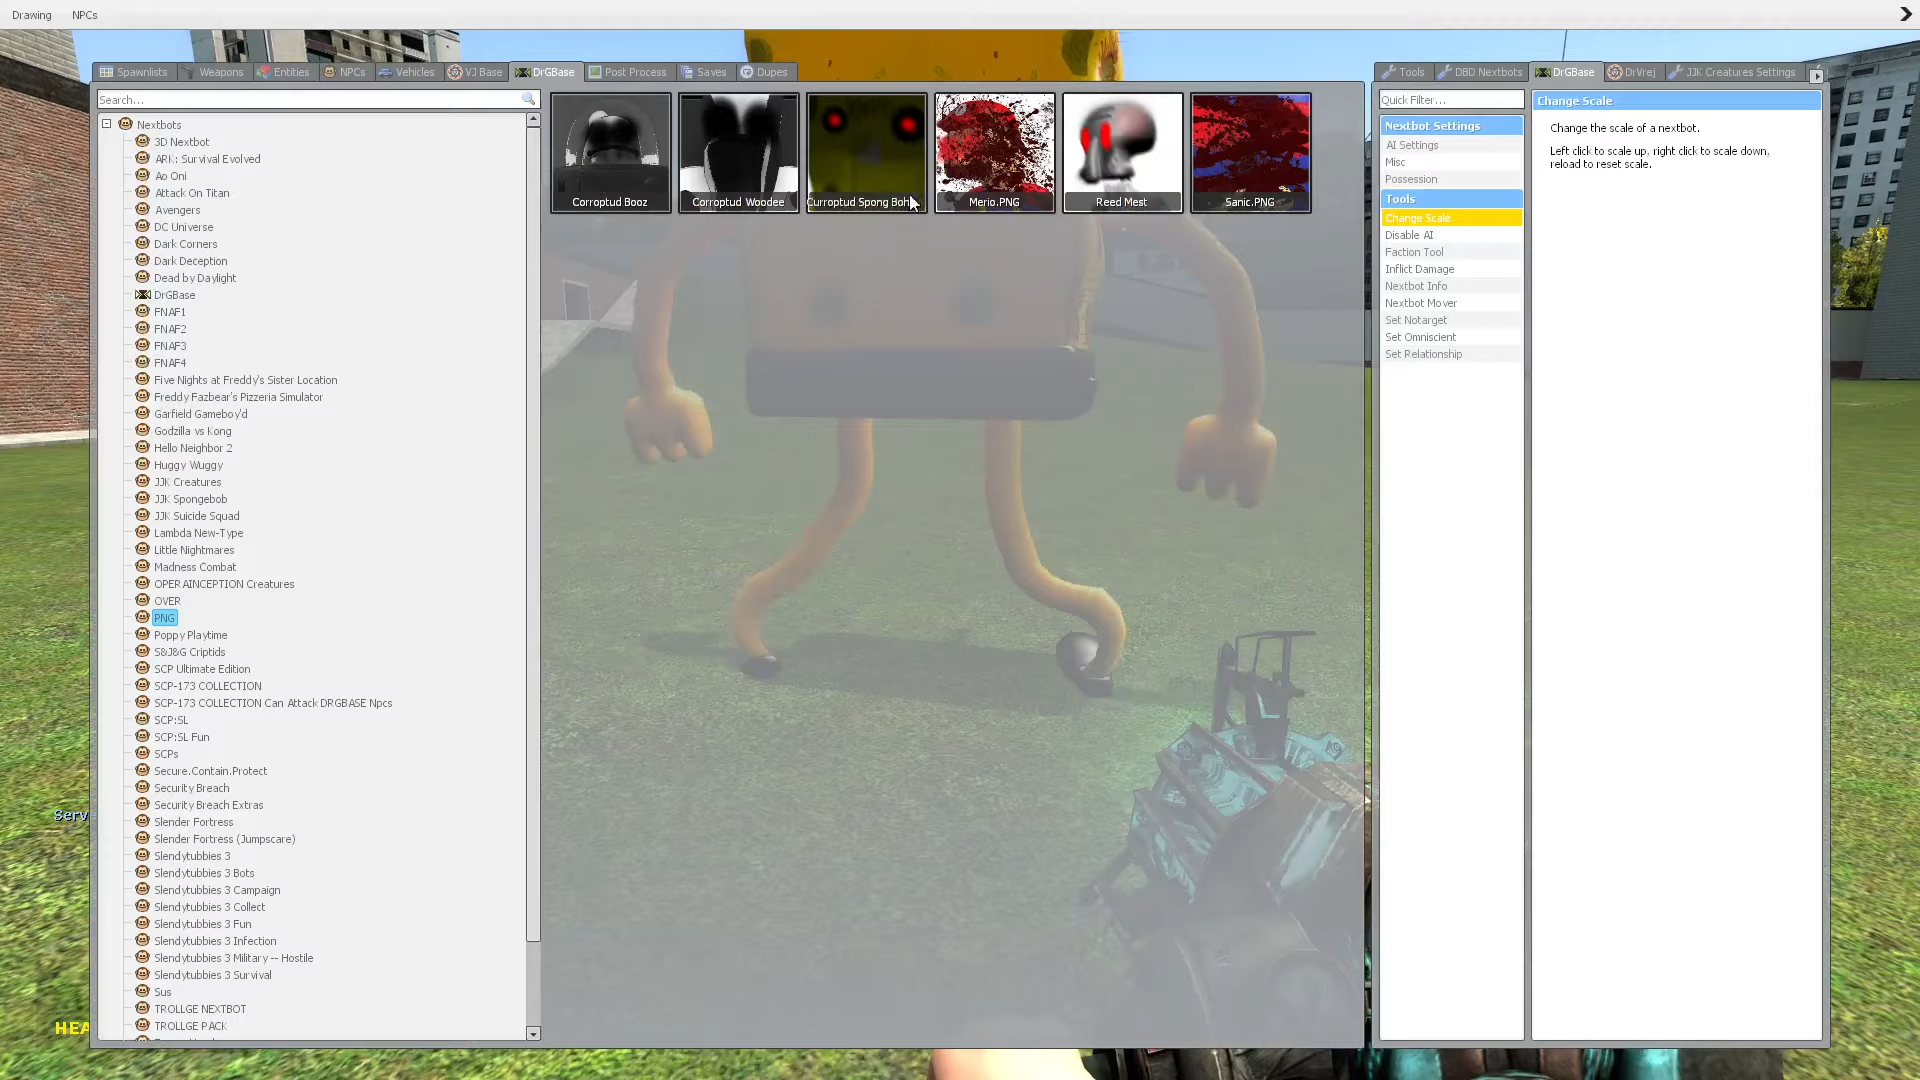 Drawing NPCs
Spawnlists Weapons Entities NPCs Vehicles VJ Base DrGBase Post Process Saves Dupes
Search...
Nextbots
3D Nextbot
ARK: Survival Evolved
Ao Oni
Attack On Titan
Avengers
DC Universe
Dark Corners
Dark Deception
Dead by Daylight
DrGBase
FNAF1
FNAF2
FNAF3
FNAF4
Five Nights at Freddy's Sister Location
Freddy Fazbear's Pizzeria Simulator
Garfield Gameboy'd
Godzilla vs Kong
Hello Neighbor 2
Huggy Wuggy
JJK Creatures
JJK Spongebob
JJK Suicide Squad
Lambda New-Type
Little Nightmares
Madness Combat
OPERAINCEPTION Creatures
OVER
PNG
Poppy Playtime
S&J&G Criptids
SCP Ultimate Edition
SCP-173 COLLECTION
SCP-173 COLLECTION Can Attack DRGBASE Npcs
SCP:SL
SCP:SL Fun
SCPs
Secure.Contain.Protect
Security Breach
Security Breach Extras
Slender Fortress
Slender Fortress (Jumpscare)
Slendytubbies 3
Slendytubbies 3 Bots
Slendytubbies 3 Campaign
Slendytubbies 3 Collect
Slendytubbies 3 Fun
Slendytubbies 3 Infection
Slendytubbies 3 Military -- Hostile
Slendytubbies 3 Survival
Sus
TROLLGE NEXTBOT
TROLLGE PACK
Corroptud Booz
Corroptud Woodee
Curroptud Spong Boh
Merio.PNG
Reed Mest
Sanic.PNG
Tools DBD Nextbots DrGBase DrVrej JJK Creatures Settings
Quick Filter...
Nextbot Settings
AI Settings
Misc
Possession
Tools
Change Scale
Disable AI
Faction Tool
Inflict Damage
Nextbot Info
Nextbot Mover
Set Notarget
Set Omniscient
Set Relationship
Change Scale
Change the scale of a nextbot.
Left click to scale up, right click to scale down,
reload to reset scale.
Serv
HEA